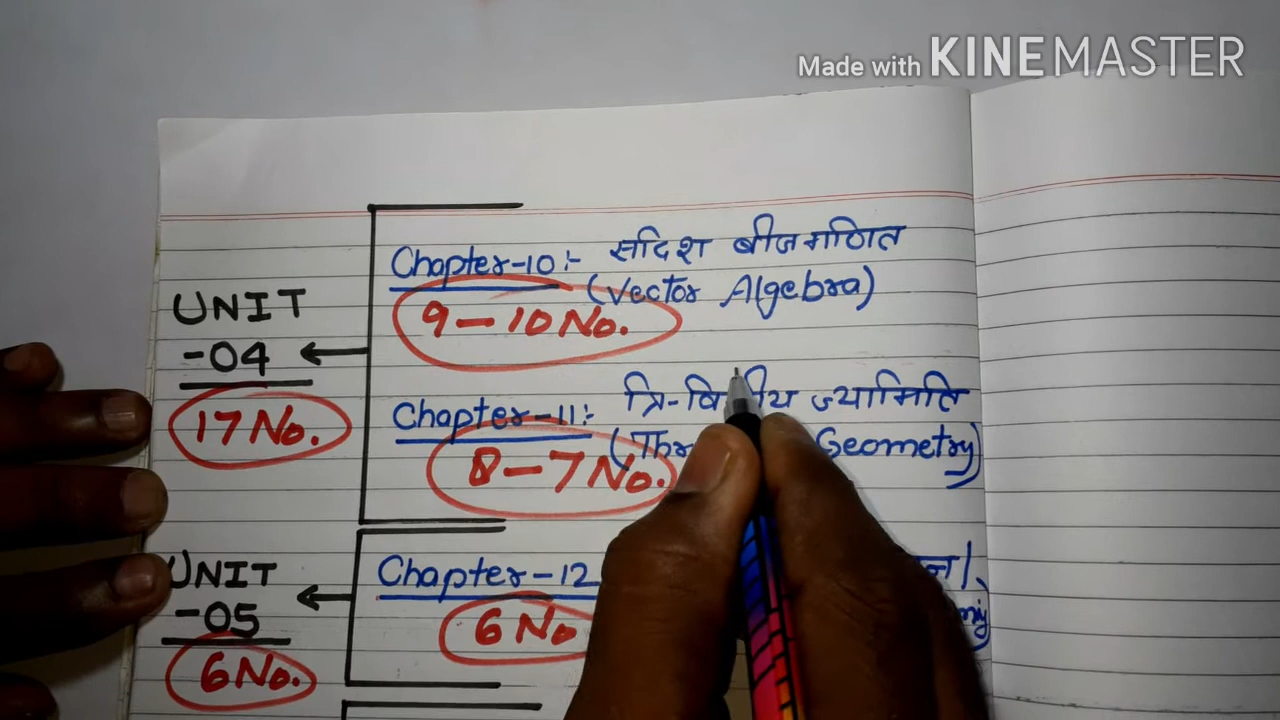 Made with KINEMASTER
Chapter-10:- सदिश बीजगणित
(Vector Algebra)
9-10 No.
UNIT
-04
17 No.
Chapter-11:- ज्यामिति
Geometry)
8-7 No.
Chapter-12
6 No
UNIT
-05
6 No.